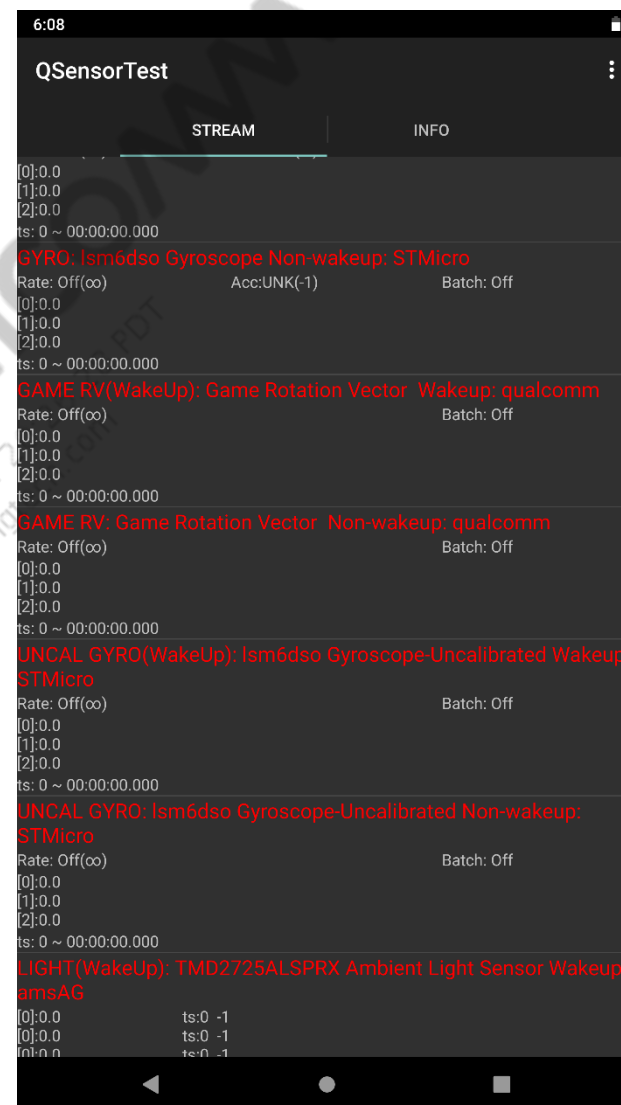 6:08
QSensorTest
STREAM INFO
[0]:0.0
[1]:0.0
[2]:0.0
ts: 0 ~ 00:00:00.000
GYRO: lsm6dso Gyroscope Non-wakeup: STMicro
Rate: Off(∞) Acc:UNK(-1) Batch: Off
[0]:0.0
[1]:0.0
[2]:0.0
ts: 0 ~ 00:00:00.000
GAME RV(WakeUp): Game Rotation Vector Wakeup: qualcomm
Rate: Off(∞) Batch: Off
[0]:0.0
[1]:0.0
[2]:0.0
ts: 0 ~ 00:00:00.000
GAME RV: Game Rotation Vector Non-wakeup: qualcomm
Rate: Off(∞) Batch: Off
[0]:0.0
[1]:0.0
[2]:0.0
ts: 0 ~ 00:00:00.000
UNCAL GYRO(WakeUp): lsm6dso Gyroscope-Uncalibrated Wakeup
STMicro
Rate: Off(∞) Batch: Off
[0]:0.0
[1]:0.0
[2]:0.0
ts: 0 ~ 00:00:00.000
UNCAL GYRO: lsm6dso Gyroscope-Uncalibrated Non-wakeup:
STMicro
Rate: Off(∞) Batch: Off
[0]:0.0
[1]:0.0
[2]:0.0
ts: 0 ~ 00:00:00.000
LIGHT(WakeUp): TMD2725ALSPRX Ambient Light Sensor Wakeup
amsAG
[0]:0.0 ts:0 -1
[0]:0.0 ts:0 -1
[0]:0.0 ts:0 -1